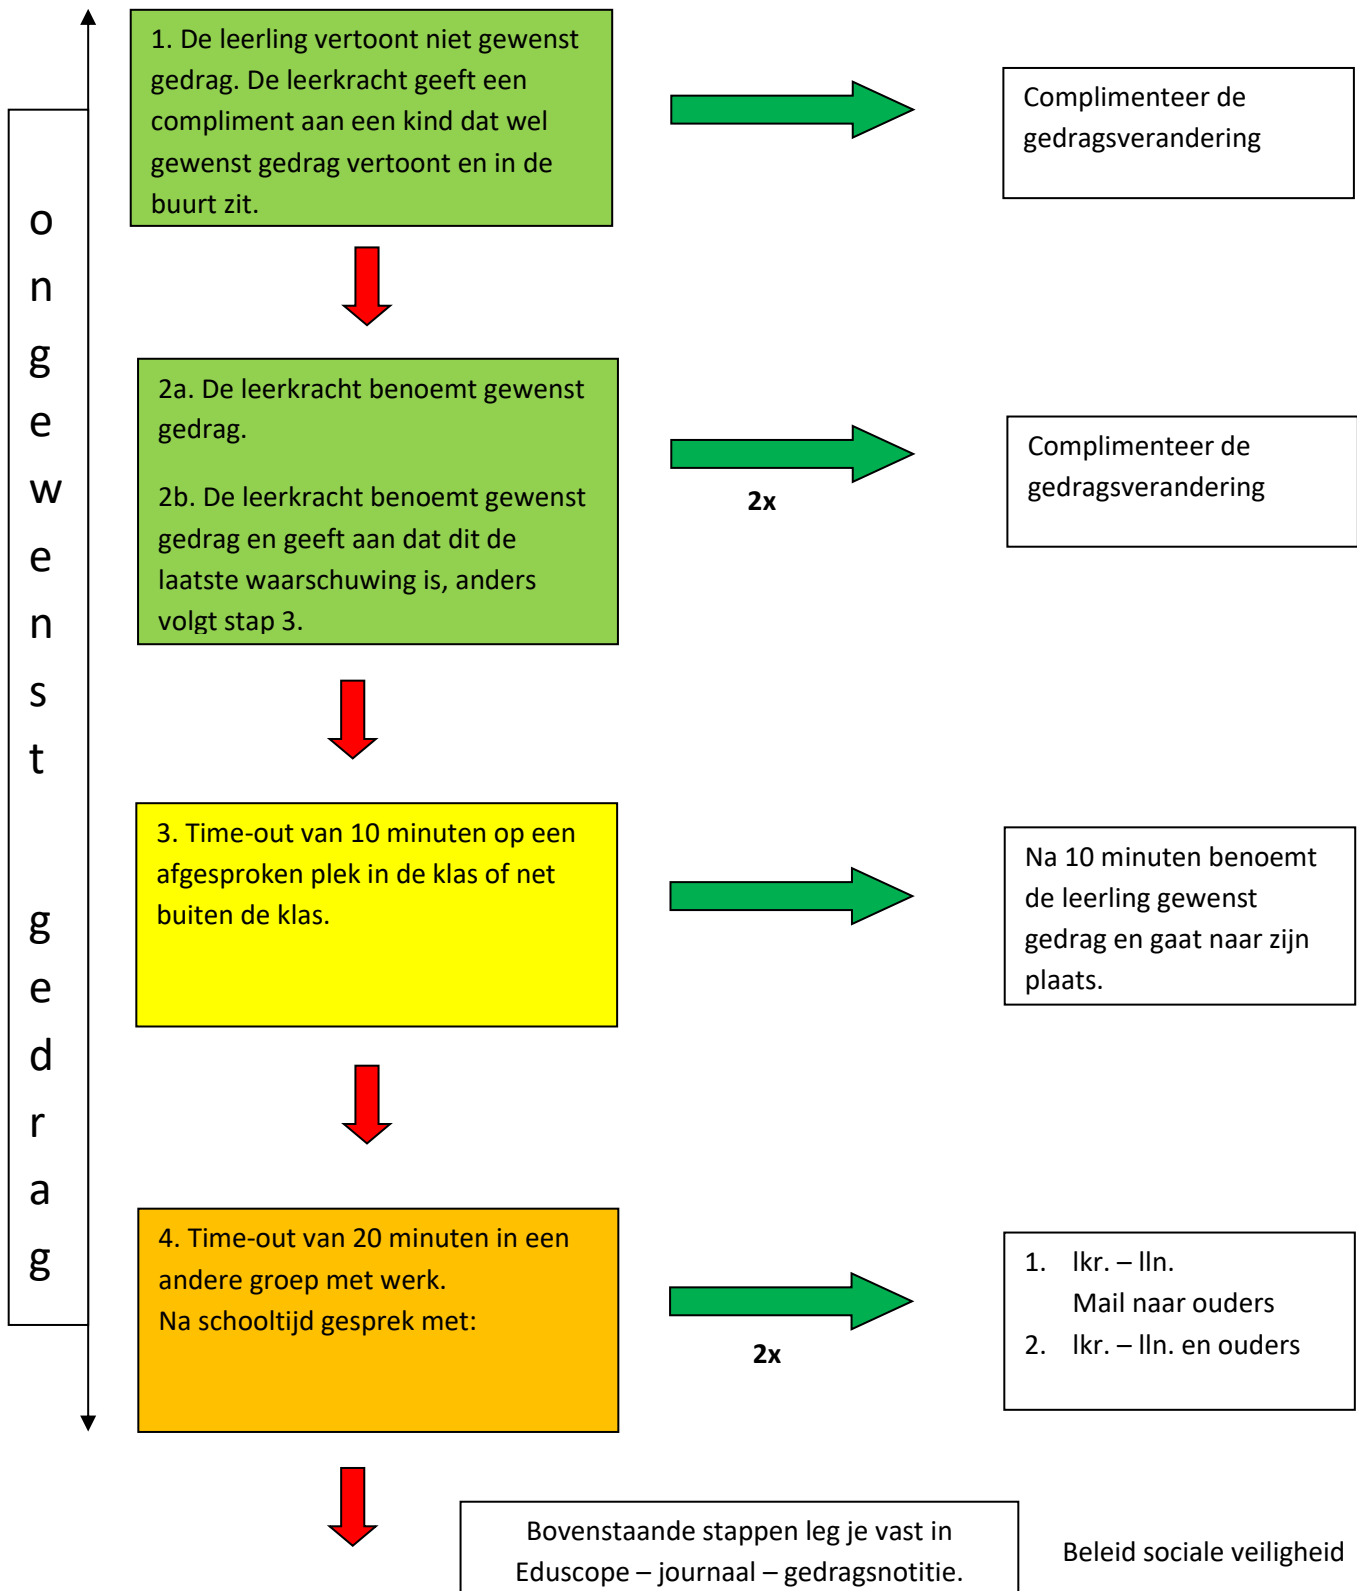 ongewenst gedrag
1. De leerling vertoont niet gewenst
gedrag. De leerkracht geeft een
compliment aan een kind dat wel
gewenst gedrag vertoont en in de
buurt zit.
Complimenteer de
gedragsverandering
2a. De leerkracht benoemt gewenst
gedrag.
2b. De leerkracht benoemt gewenst
gedrag en geeft aan dat dit de
laatste waarschuwing is, anders
volgt stap 3.
2x
Complimenteer de
gedragsverandering
3. Time-out van 10 minuten op een
afgesproken plek in de klas of net
buiten de klas.
Na 10 minuten benoemt
de leerling gewenst
gedrag en gaat naar zijn
plaats.
4. Time-out van 20 minuten in een
andere groep met werk.
Na schooltijd gesprek met:
2x
1. lkr. – lln.
Mail naar ouders
2. lkr. – lln. en ouders
Bovenstaande stappen leg je vast in
Eduscope – journaal – gedragsnotitie.
Beleid sociale veiligheid